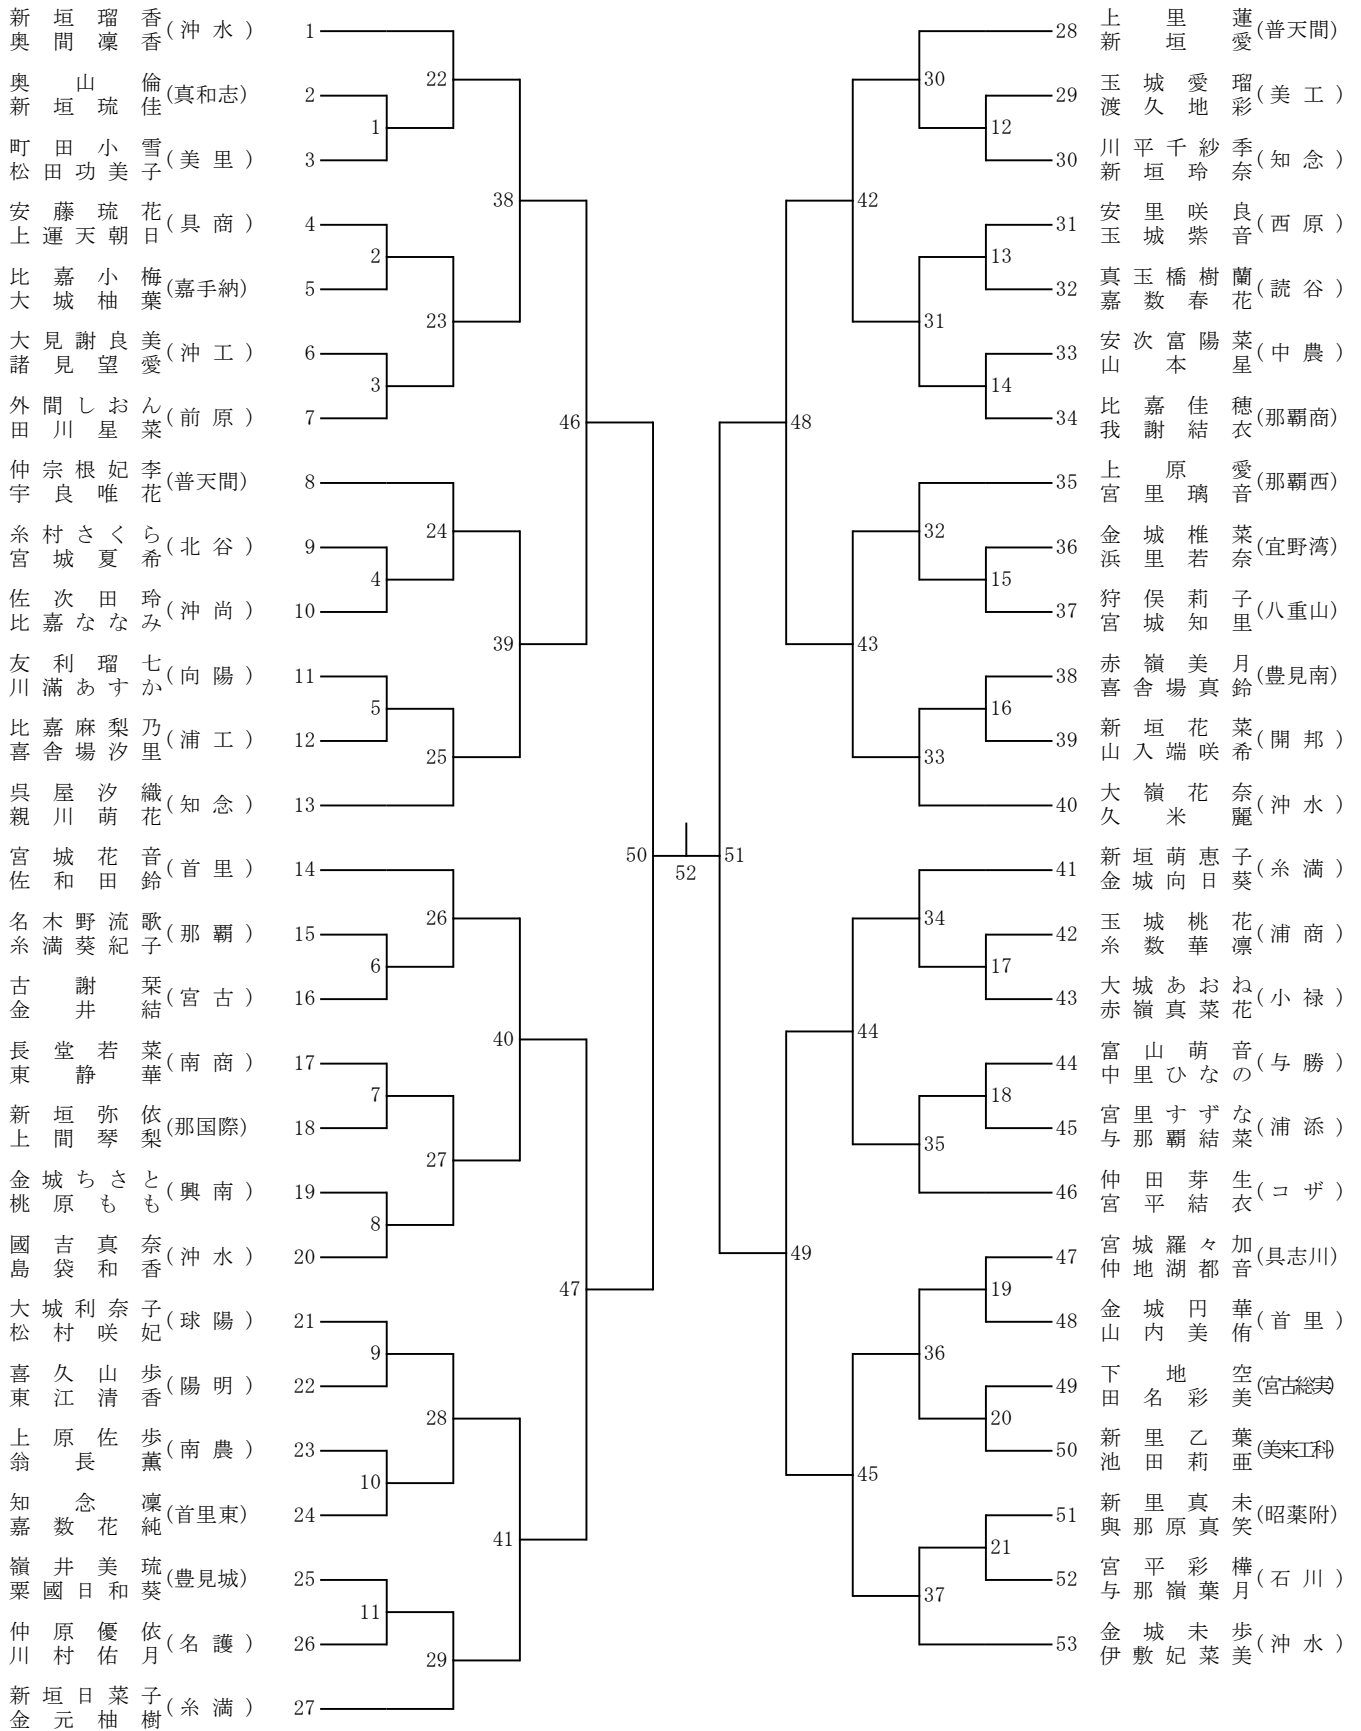 新垣瑠香
奥間凜香
(沖水) 1
奥山倫
新垣琉佳
(真和志) 2
町田小雪
松田功美子
(美里) 3
安藤琉花
上運天朝日
(具商) 4
比嘉小梅
大城柚葉
(嘉手納) 5
大見謝良美
諸見望愛
(沖工) 6
外間しおん
田川星菜
(前原) 7
仲宗根妃李
宇良唯花
(普天間) 8
糸村さくら
宮城夏希
(北谷) 9
佐次田玲
比嘉ななみ
(沖尚) 10
友利瑠七
川満あすか
(向陽) 11
比嘉麻梨乃
喜舎場汐里
(浦工) 12
呉屋汐織
親川萌花
(知念) 13
宮城花音
佐和田鈴
(首里) 14
名木野流歌
糸満葵紀子
(那覇) 15
古謝栞
金井結
(宮古) 16
長堂若菜
東静華
(南商) 17
新垣弥依
上間琴梨
(那国際) 18
金城ちさと
桃原もも
(興南) 19
國吉真奈
島袋和香
(沖水) 20
大城利奈子
松村咲妃
(球陽) 21
喜久山歩
東江清香
(陽明) 22
上原佐歩
翁長薫
(南農) 23
知念凜
嘉数花純
(首里東) 24
嶺井美琉
粟國日和葵
(豊見城) 25
仲原優依
川村佑月
(名護) 26
新垣日菜子
金元柚樹
(糸満) 27
1
2
3
4
5
6
7
8
9
10
11
22
23
24
25
26
27
28
29
38
39
40
41
46
47
50
52
51
48
49
42
43
44
45
30
31
32
33
34
35
36
37
12
13
14
15
16
17
18
19
20
21
28 上里蓮
新垣愛
(普天間)
29 玉城愛瑠
渡久地彩
(美工)
30 川平千紗季
新垣玲奈
(知念)
31 安里咲良
玉城紫音
(西原)
32 真玉橋樹蘭
嘉数春花
(読谷)
33 安次富陽菜
山本星
(中農)
34 比嘉佳穂
我謝結衣
(那覇商)
35 上原愛
宮里璃音
(那覇西)
36 金城椎菜
浜里若奈
(宜野湾)
37 狩俣莉子
宮城知里
(八重山)
38 赤嶺美月
喜舎場真鈴
(豊見南)
39 新垣花菜
山入端咲希
(開邦)
40 大嶺花奈
久米麗
(沖水)
41 新垣萌恵子
金城向日葵
(糸満)
42 玉城桃花
糸数華凛
(浦商)
43 大城あおね
赤嶺真菜花
(小禄)
44 富山萌音
中里ひなの
(与勝)
45 宮里すずな
与那覇結菜
(浦添)
46 仲田芽生
宮平結衣
(コザ)
47 宮城羅々加
仲地湖都音
(具志川)
48 金城円華
山内美侑
(首里)
49 下地空
田名彩美
(宮古総実)
50 新里乙葉
池田莉亜
(美来工科)
51 新里真未
與那原真笑
(昭薬附)
52 宮平彩樺
与那嶺葉月
(石川)
53 金城未歩
伊敷妃菜美
(沖水)